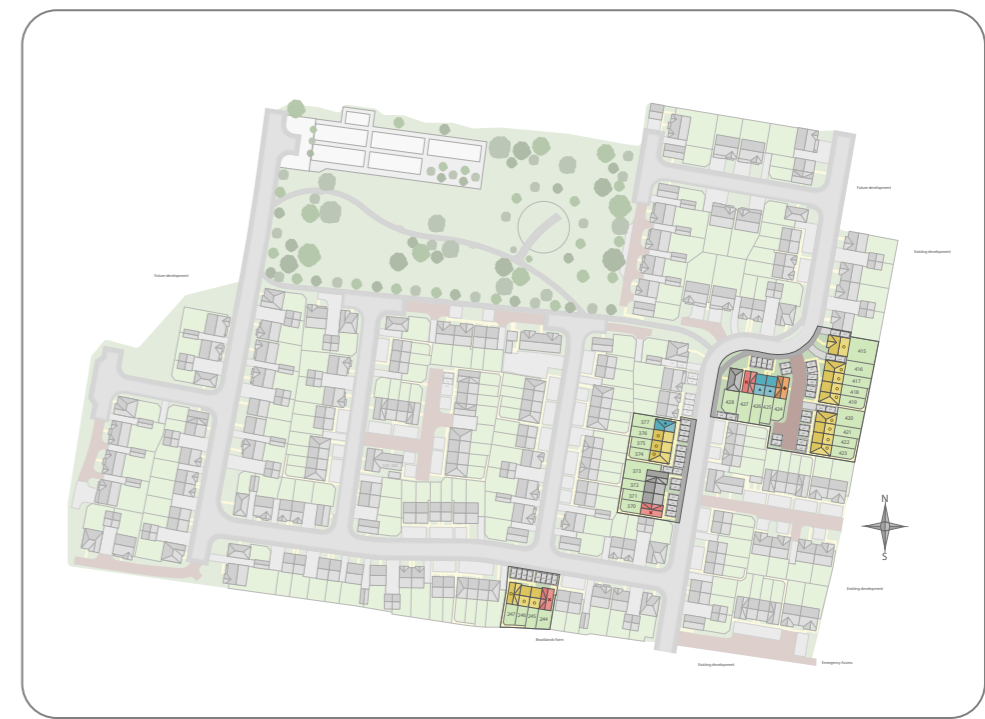 Future development
Existing development
Future development
415
416
417
418
419
420
421
422
423
428
427
426
425
424
377
376
375
374
373
372
371
370
N
S
Existing development
247
246
245
244
Broadlands Farm
Existing development
Emergency Access